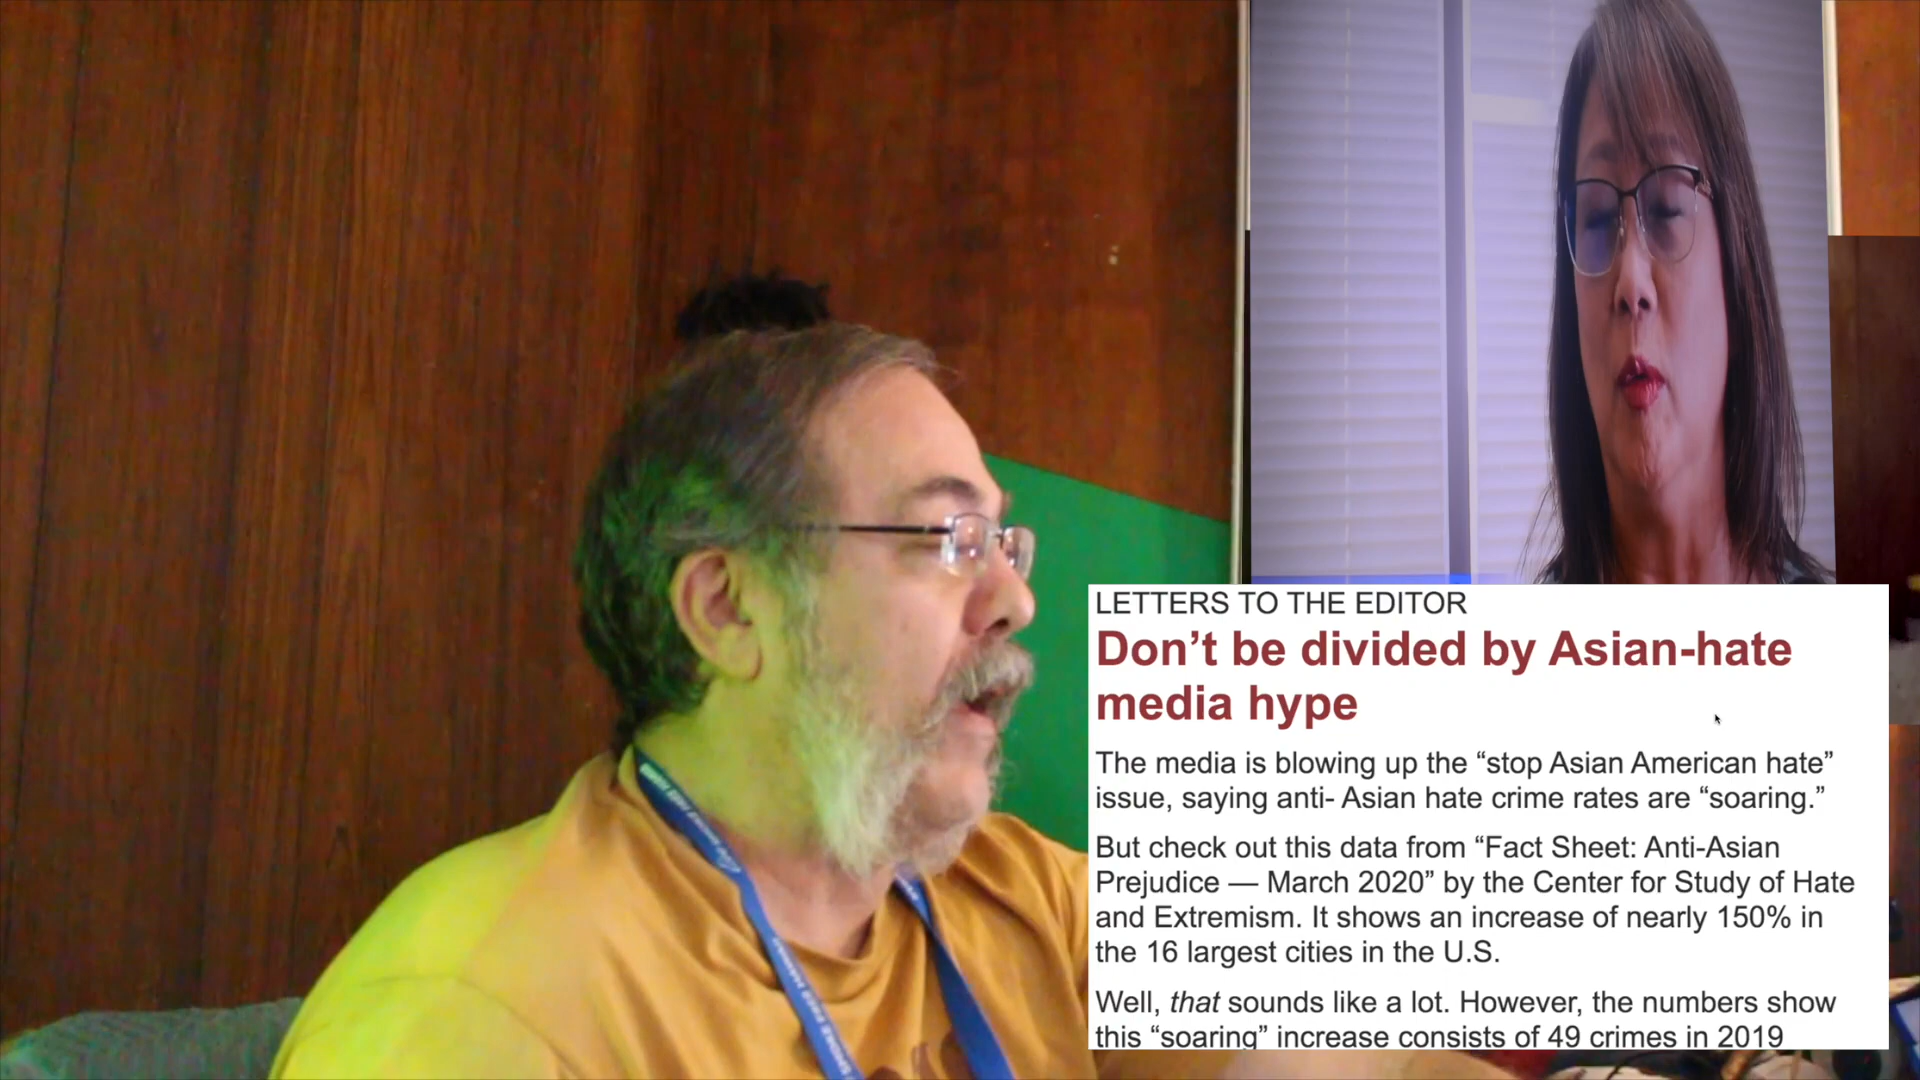 LETTERS TO THE EDITOR
Don’t be divided by Asian-hate
media hype
The media is blowing up the “stop Asian American hate”
issue, saying anti- Asian hate crime rates are “soaring.”
But check out this data from “Fact Sheet: Anti-Asian
Prejudice — March 2020” by the Center for Study of Hate
and Extremism. It shows an increase of nearly 150% in
the 16 largest cities in the U.S.
Well, that sounds like a lot. However, the numbers show
this “soaring” increase consists of 49 crimes in 2019